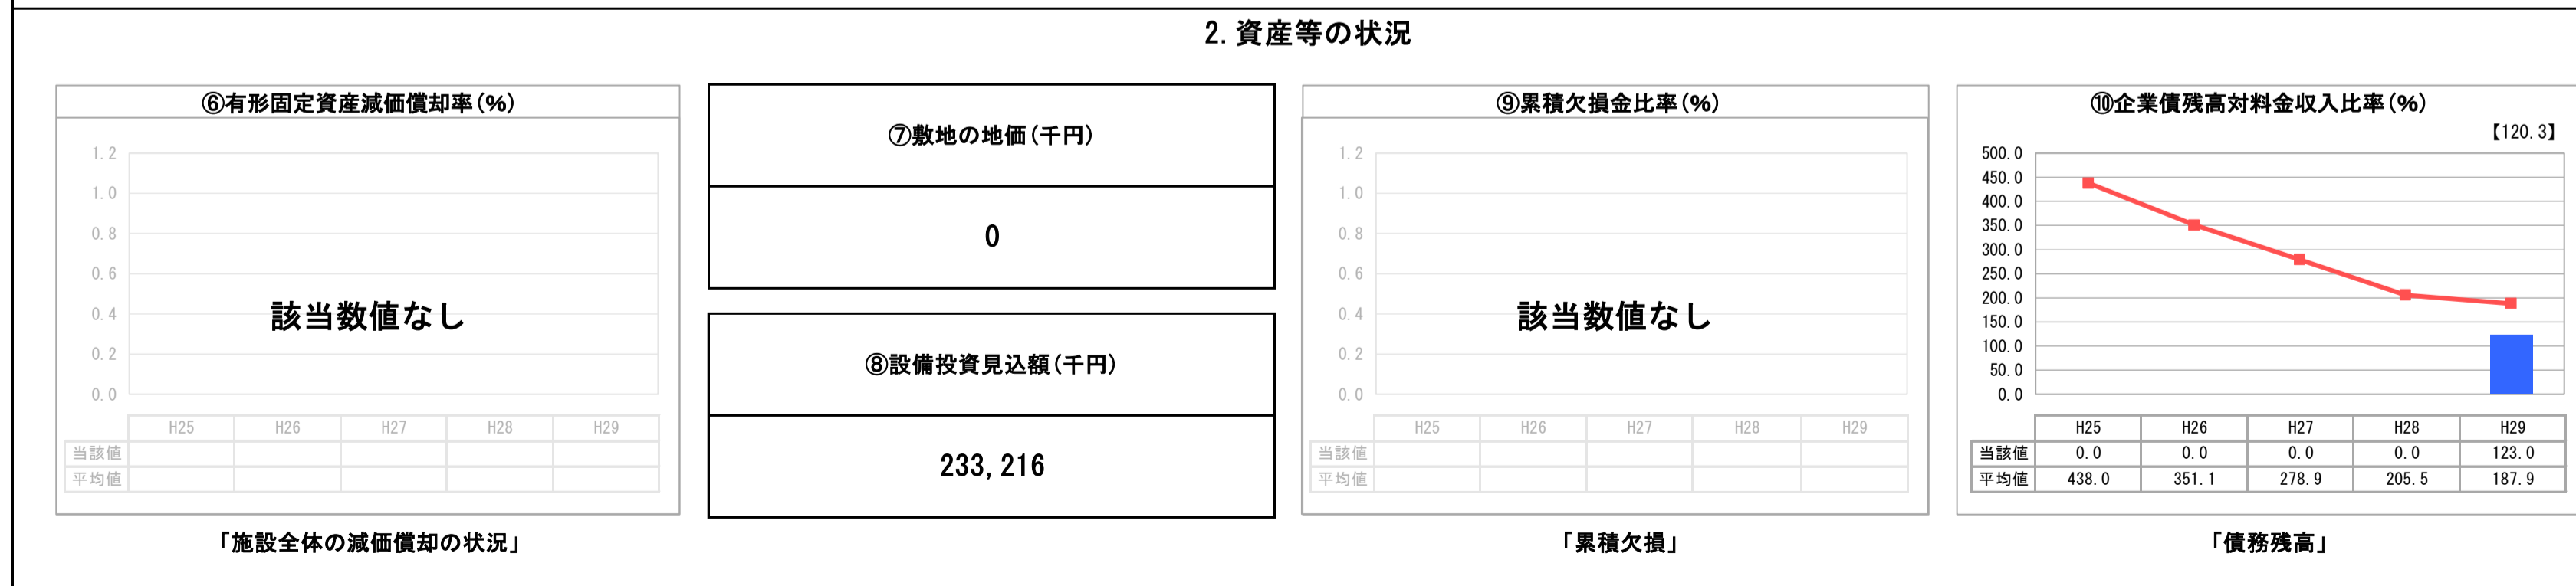 2. 資産等の状況
⑥有形固定資産減価償却率(%)
1.2
1.0
0.8
0.6
0.4
0.2
0.0
該当数値なし
H25 H26 H27 H28 H29
当該値
平均値
「施設全体の減価償却の状況」
⑦敷地の地価(千円)
0
⑧設備投資見込額(千円)
233,216
⑨累積欠損金比率(%)
1.2
1.0
0.8
0.6
0.4
0.2
0.0
該当数値なし
H25 H26 H27 H28 H29
当該値
平均値
「累積欠損」
⑩企業債残高対料金収入比率(%)
【120.3】
500.0
450.0
400.0
350.0
300.0
250.0
200.0
150.0
100.0
50.0
0.0
H25 H26 H27 H28 H29
当該値 0.0 0.0 0.0 0.0 123.0
平均値 438.0 351.1 278.9 205.5 187.9
「債務残高」